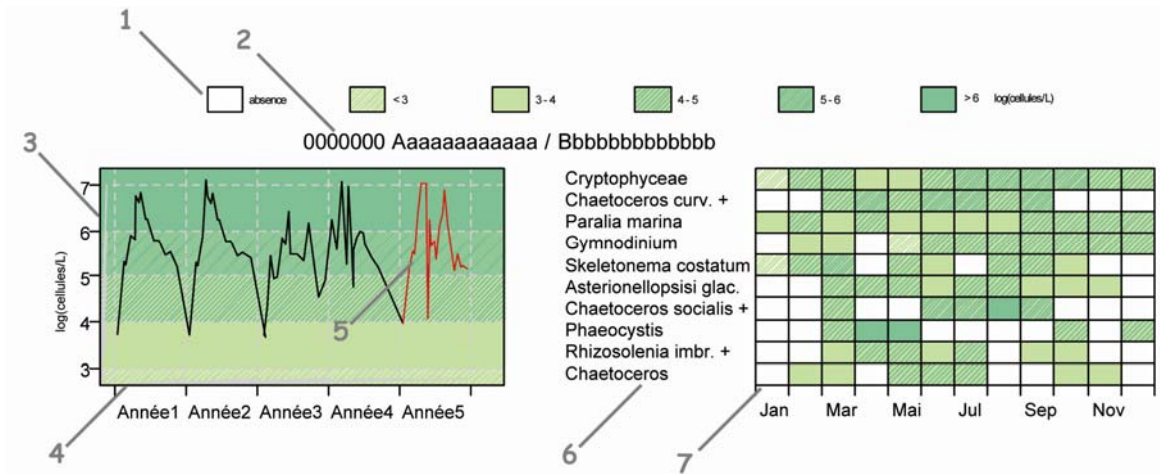 1
2
absence
<3
3-4
4-5
5-6
>6 log(cellules/L)
0000000 Aaaaaaaaaaaaa / Bbbbbbbbbbbbbb
3
log(cellules/L)
7
6
5
4
3
5
Année1 Année2 Année3 Année4 Année5
4
Cryptophyceae
Chaetoceros curv. +
Paralia marina
Gymnodinium
Skeletonema costatum
Asterionellopsisi glac.
Chaetoceros socialis +
Phaeocystis
Rhizosolenia imbr. +
Chaetoceros
Jan Mar Mai Jul Sep Nov
6
7